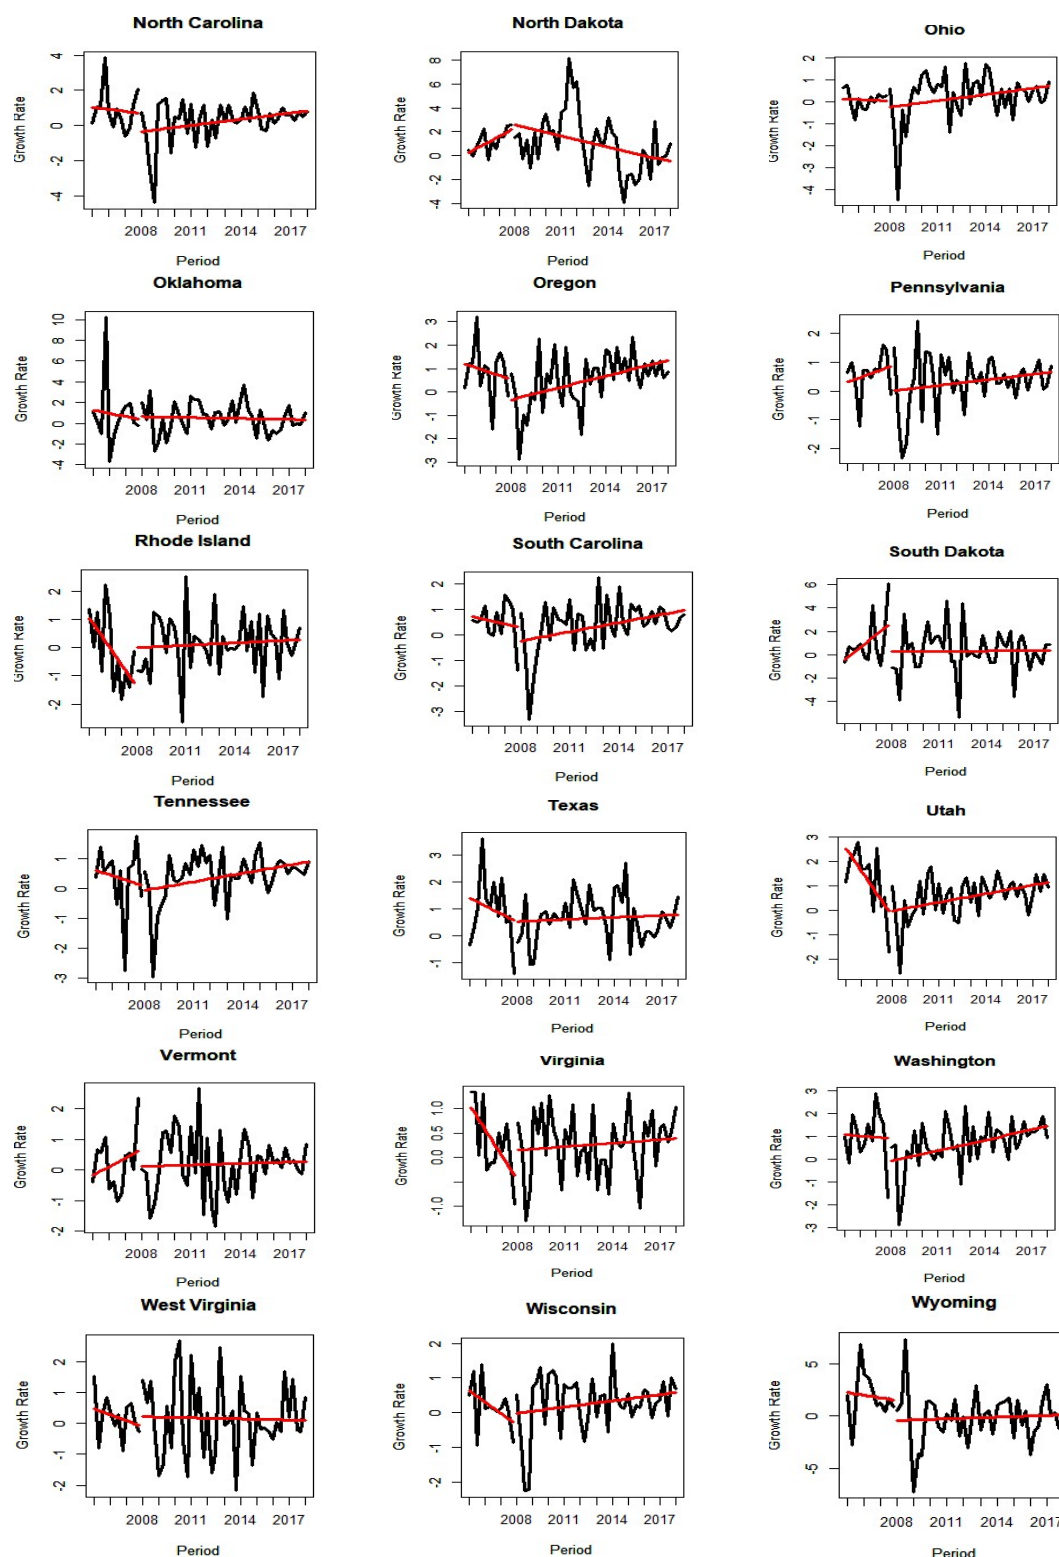 North Carolina
Growth Rate
-4 -2 0 2 4
2008 2011 2014 2017
Period
North Dakota
Growth Rate
-4 -2 0 2 4 6 8
2008 2011 2014 2017
Period
Ohio
Growth Rate
-4 -3 -2 -1 0 1 2
2008 2011 2014 2017
Period
Oklahoma
Growth Rate
-4 -2 0 2 4 6 8 10
2008 2011 2014 2017
Period
Oregon
Growth Rate
-3 -2 -1 0 1 2 3
2008 2011 2014 2017
Period
Pennsylvania
Growth Rate
-2 -1 0 1 2
2008 2011 2014 2017
Period
Rhode Island
Growth Rate
-2 -1 0 1 2
2008 2011 2014 2017
Period
South Carolina
Growth Rate
-3 -2 -1 0 1 2
2008 2011 2014 2017
Period
South Dakota
Growth Rate
-4 -2 0 2 4 6
2008 2011 2014 2017
Period
Tennessee
Growth Rate
-3 -2 -1 0 1
2008 2011 2014 2017
Period
Texas
Growth Rate
-1 0 1 2 3
2008 2011 2014 2017
Period
Utah
Growth Rate
-2 -1 0 1 2 3
2008 2011 2014 2017
Period
Vermont
Growth Rate
-2 -1 0 1 2
2008 2011 2014 2017
Period
Virginia
Growth Rate
-1.0 0.0 0.5 1.0
2008 2011 2014 2017
Period
Washington
Growth Rate
-3 -2 -1 0 1 2 3
2008 2011 2014 2017
Period
West Virginia
Growth Rate
-2 -1 0 1 2
2008 2011 2014 2017
Period
Wisconsin
Growth Rate
-2 -1 0 1 2
2008 2011 2014 2017
Period
Wyoming
Growth Rate
-5 0 5
2008 2011 2014 2017
Period